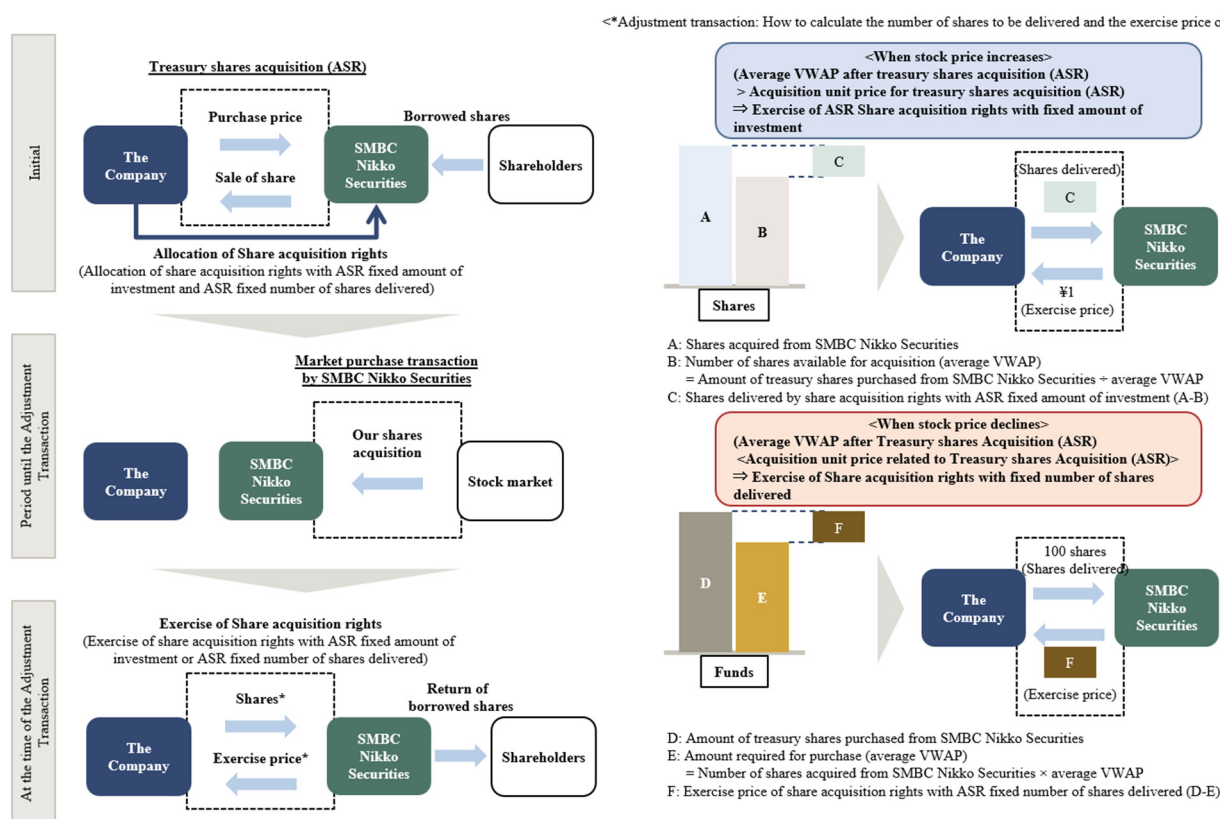 Initial
Treasury shares acquisition (ASR)
The
Company
Purchase price
Sale of share
SMBC
Nikko
Securities
Borrowed shares
Shareholders
Allocation of Share acquisition rights
(Allocation of share acquisition rights with ASR fixed amount of
investment and ASR fixed number of shares delivered)
Period until the Adjustment
Transaction
Market purchase transaction
by SMBC Nikko Securities
The
Company
SMBC
Nikko
Securities
Our shares
acquisition
Stock market
At the time of the Adjustment
Transaction
Exercise of Share acquisition rights
(Exercise of share acquisition rights with ASR fixed amount of
investment or ASR fixed number of shares delivered)
The
Company
Shares*
Exercise price*
SMBC
Nikko
Securities
Return of
borrowed shares
Shareholders
<*Adjustment transaction: How to calculate the number of shares to be delivered and the exercise price o
<When stock price increases>
(Average VWAP after treasury shares acquisition (ASR)
> Acquisition unit price for treasury shares acquisition (ASR)
⇒ Exercise of ASR Share acquisition rights with fixed amount of
investment
A
B
C
Shares
The
Company
(Shares delivered)
C
¥1
(Exercise price)
SMBC
Nikko
Securities
A: Shares acquired from SMBC Nikko Securities
B: Number of shares available for acquisition (average VWAP)
= Amount of treasury shares purchased from SMBC Nikko Securities ÷ average VWAP
C: Shares delivered by share acquisition rights with ASR fixed amount of investment (A-B)
<When stock price declines>
(Average VWAP after Treasury shares Acquisition (ASR)
<Acquisition unit price related to Treasury shares Acquisition (ASR)>
⇒ Exercise of Share acquisition rights with fixed number of shares
delivered
D
E
F
Funds
The
Company
100 shares
(Shares delivered)
F
(Exercise price)
SMBC
Nikko
Securities
D: Amount of treasury shares purchased from SMBC Nikko Securities
E: Amount required for purchase (average VWAP)
= Number of shares acquired from SMBC Nikko Securities × average VWAP
F: Exercise price of share acquisition rights with ASR fixed number of shares delivered (D-E)